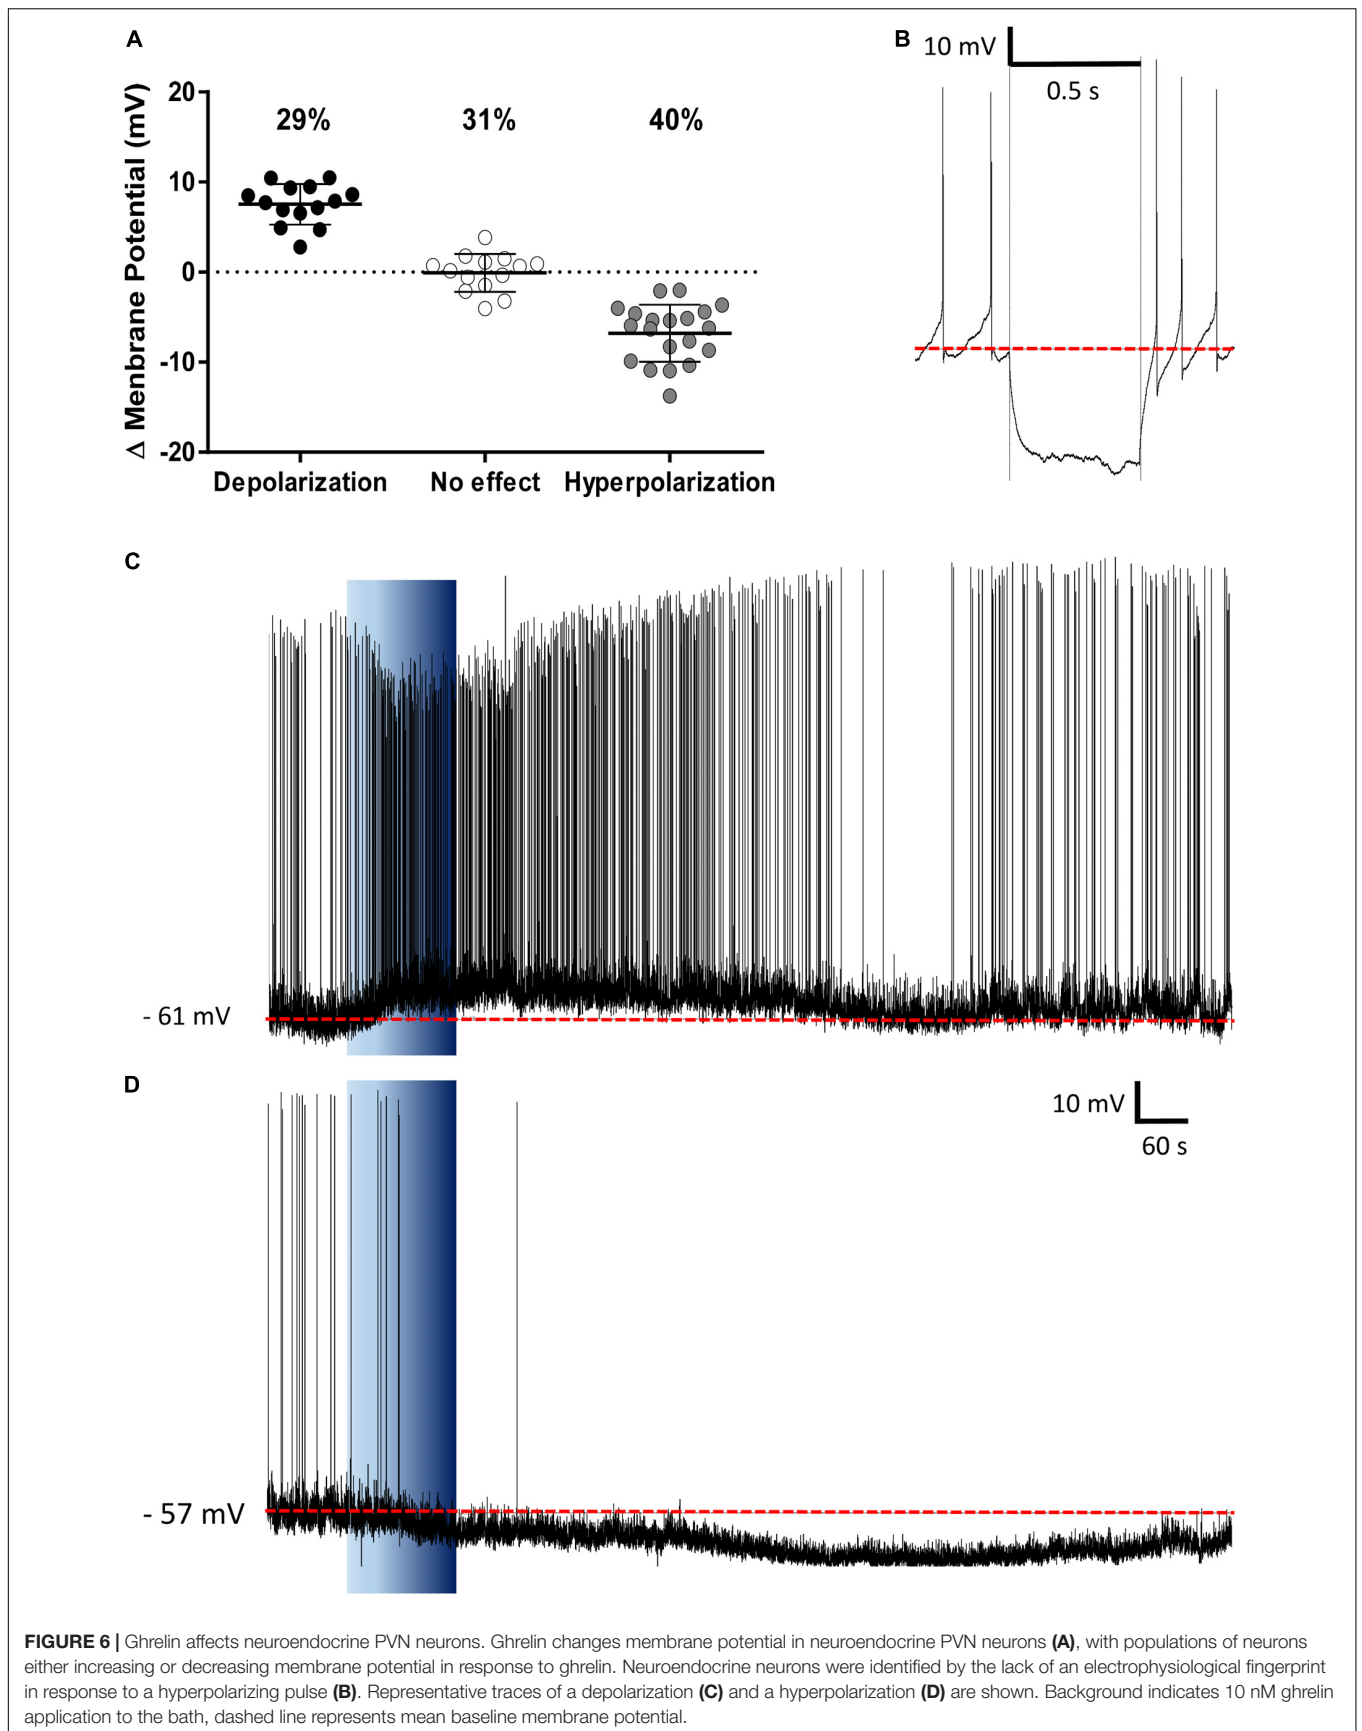 A
Δ Menbrane Potential (mV)
20
10
0
-10
-20
29%
31%
40%
Depolarization
No effect
Hyperpolarization
B
10 mV
0.5 s
C
- 61 mV
D
10 mV
60 s
- 57 mV
FIGURE 6 | Ghrelin affects neuroendocrine PVN neurons. Ghrelin changes membrane potential in neuroendocrine PVN neurons (A), with populations of neurons
either increasing or decreasing membrane potential in response to ghrelin. Neuroendocrine neurons were identified by the lack of an electrophysiological fingerprint
in response to a hyperpolarizing pulse (B). Representative traces of a depolarization (C) and a hyperpolarization (D) are shown. Background indicates 10 nM ghrelin
application to the bath, dashed line represents mean baseline membrane potential.